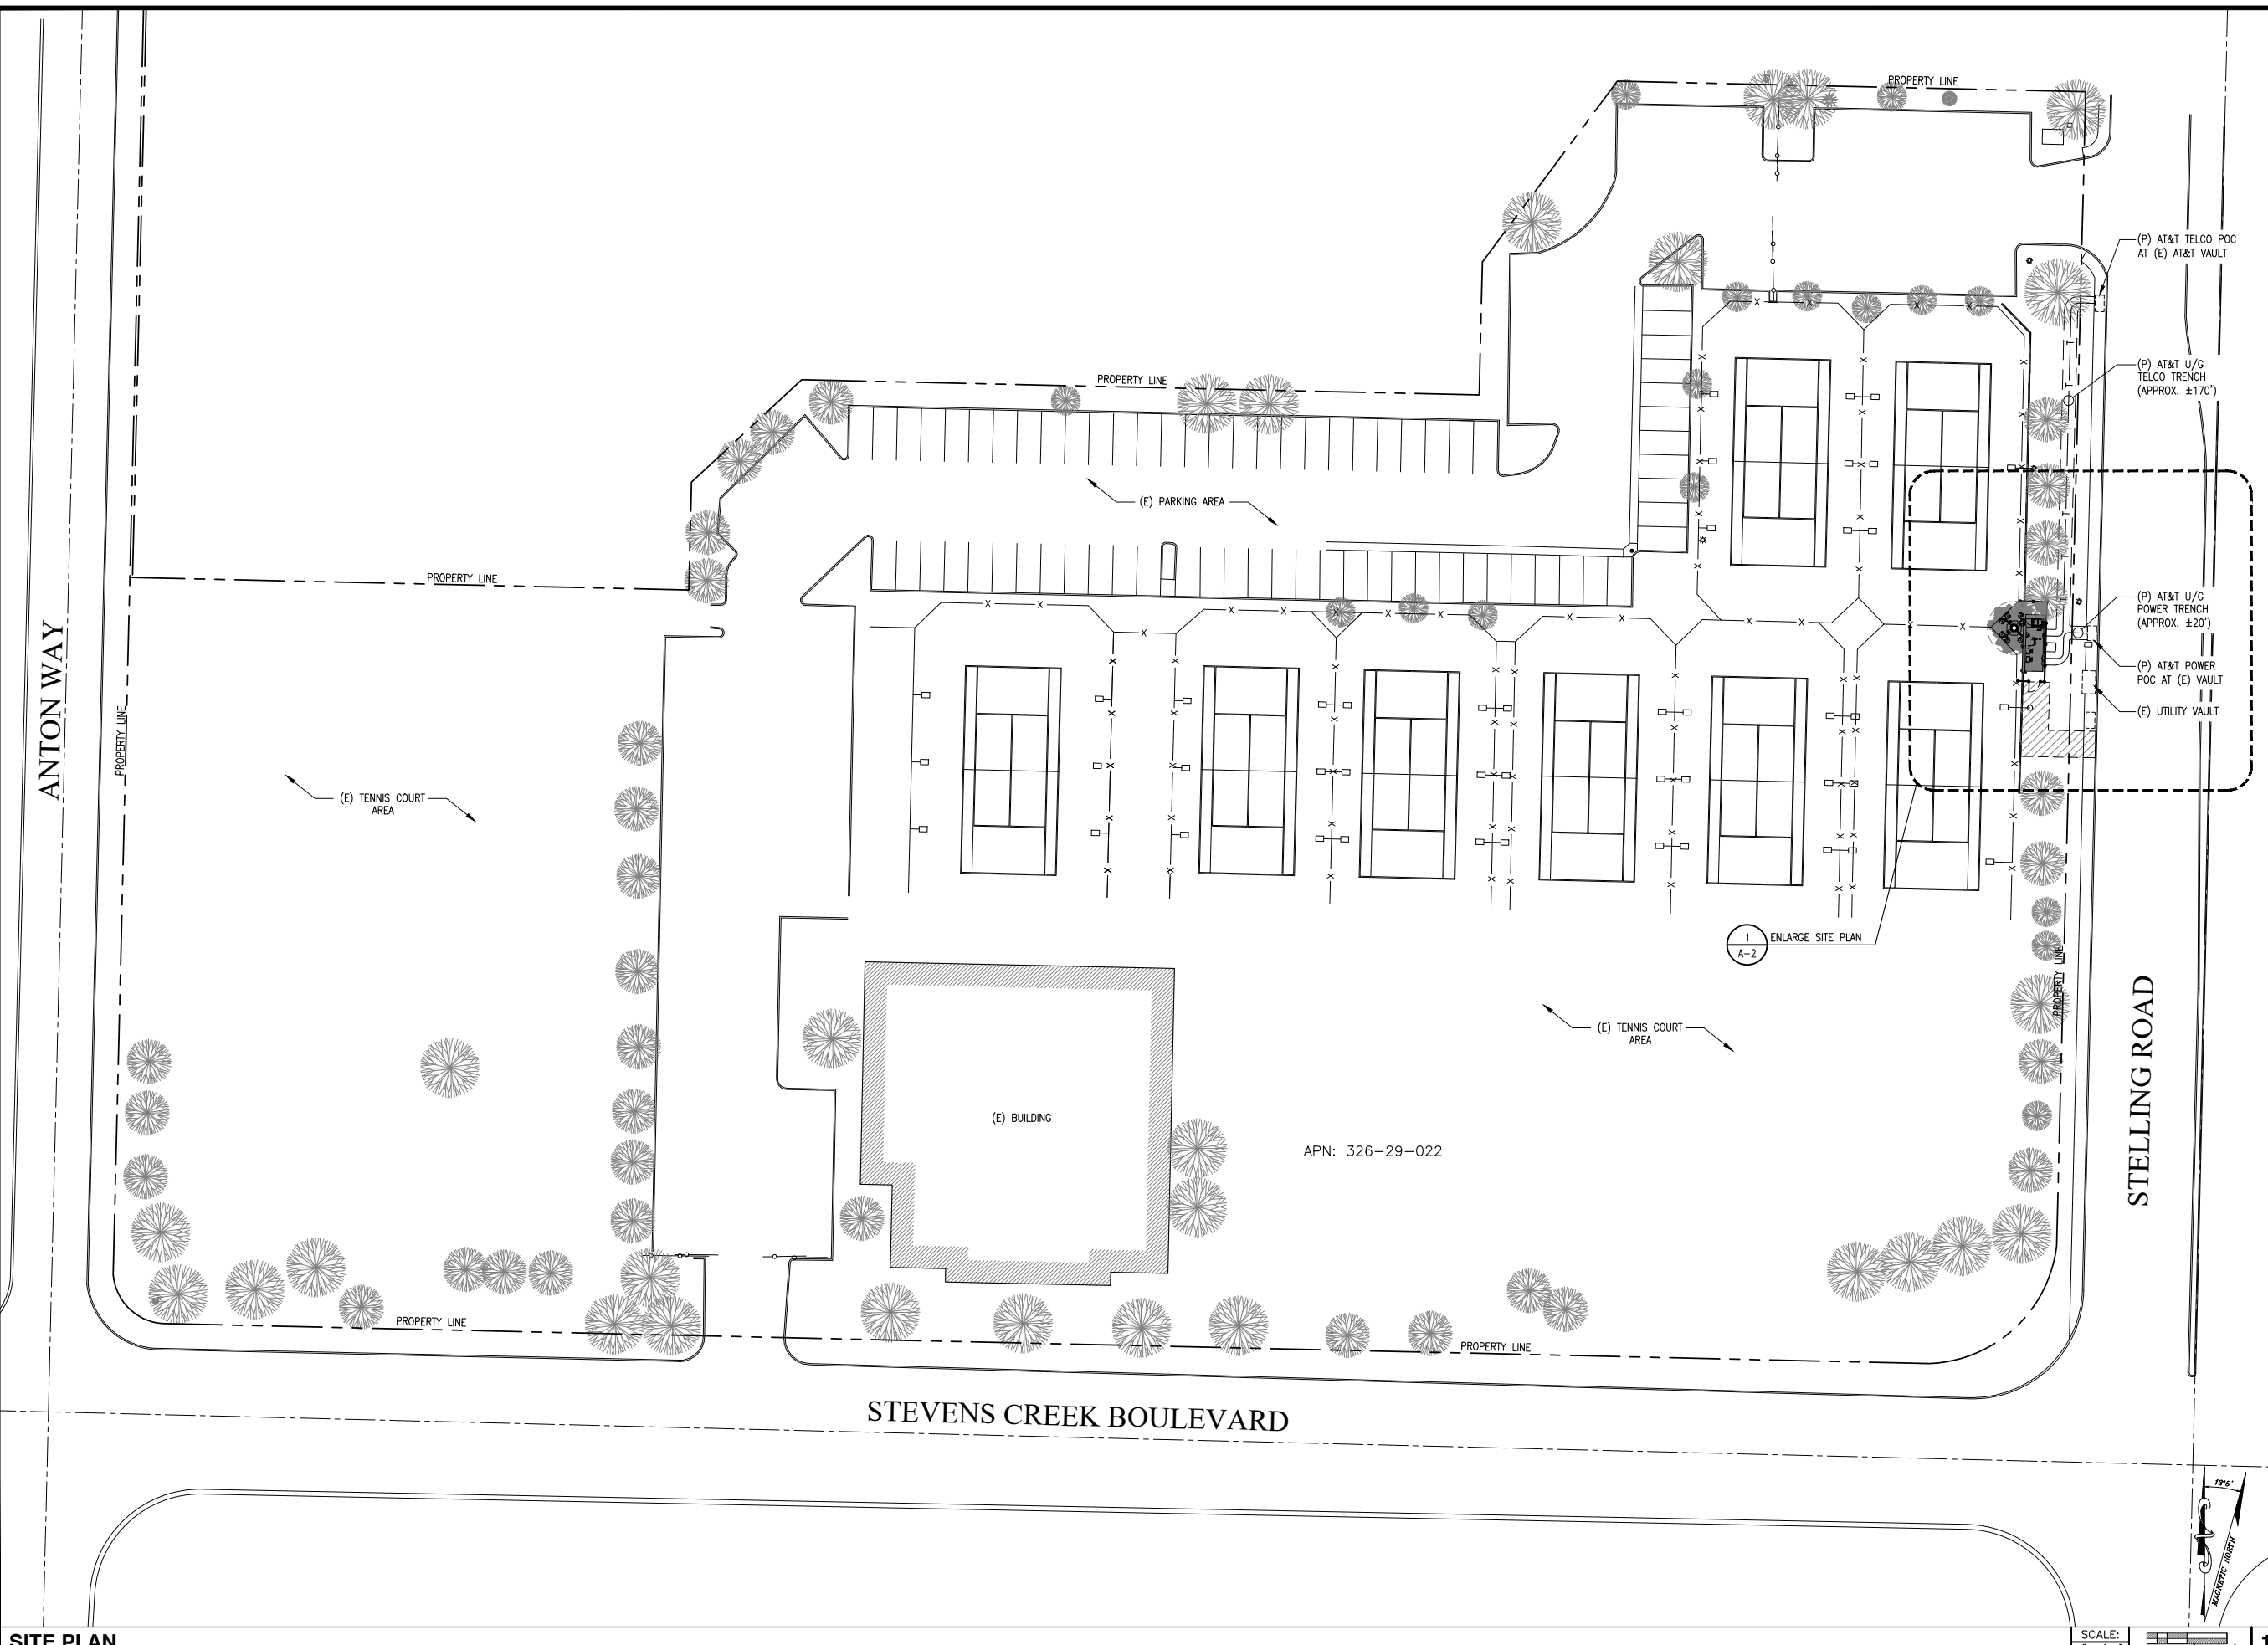 PROPERTY LINE
(P) AT&T TELCO POC
AT (E) AT&T VAULT
(P) AT&T U/G
TELCO TRENCH
(APPROX. ±170')
PROPERTY LINE
(E) PARKING AREA
PROPERTY LINE
(P) AT&T U/G
POWER TRENCH
(APPROX. ±20')
(P) AT&T POWER
POC AT (E) VAULT
(E) UTILITY VAULT
ANTON WAY
PROPERTY LINE
(E) TENNIS COURT
AREA
1
A-2
ENLARGE SITE PLAN
PROPERTY LINE
(E) TENNIS COURT
AREA
STELLING ROAD
(E) BUILDING
APN: 326-29-022
PROPERTY LINE
PROPERTY LINE
STEVENS CREEK BOULEVARD
13°5'
MAGNETIC NORTH
SITE PLAN
SCALE: